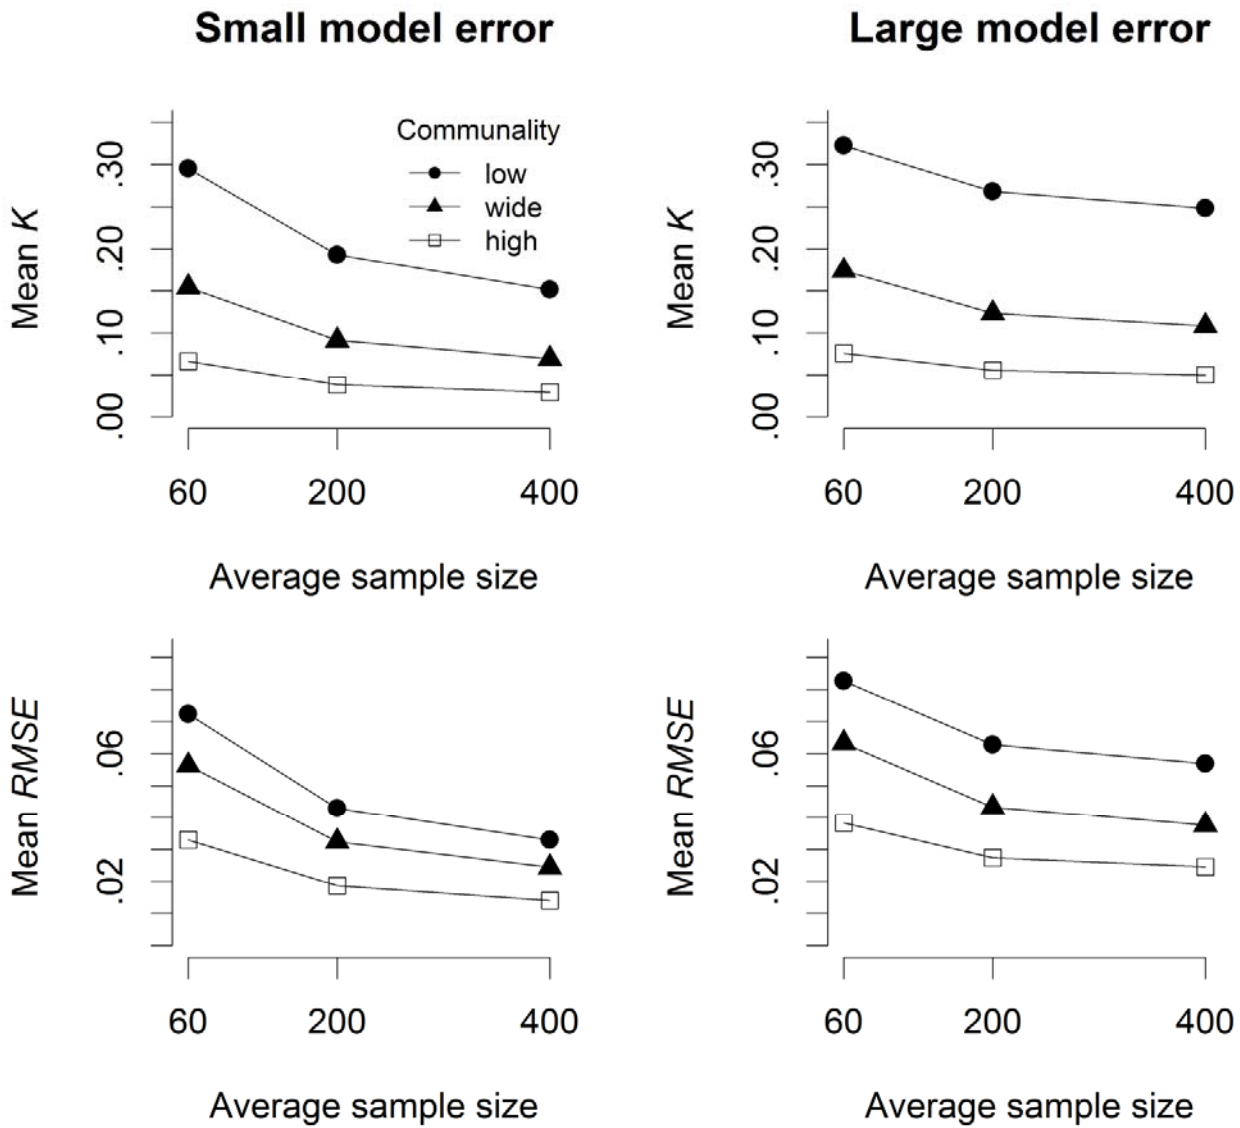 Small model error
Large model error
Mean K
.30
.20
.10
.00
Communality
low
wide
high
60
200
400
Average sample size
Mean K
.30
.20
.10
.00
60
200
400
Average sample size
Mean RMSE
.06
.02
60
200
400
Average sample size
Mean RMSE
.06
.02
60
200
400
Average sample size